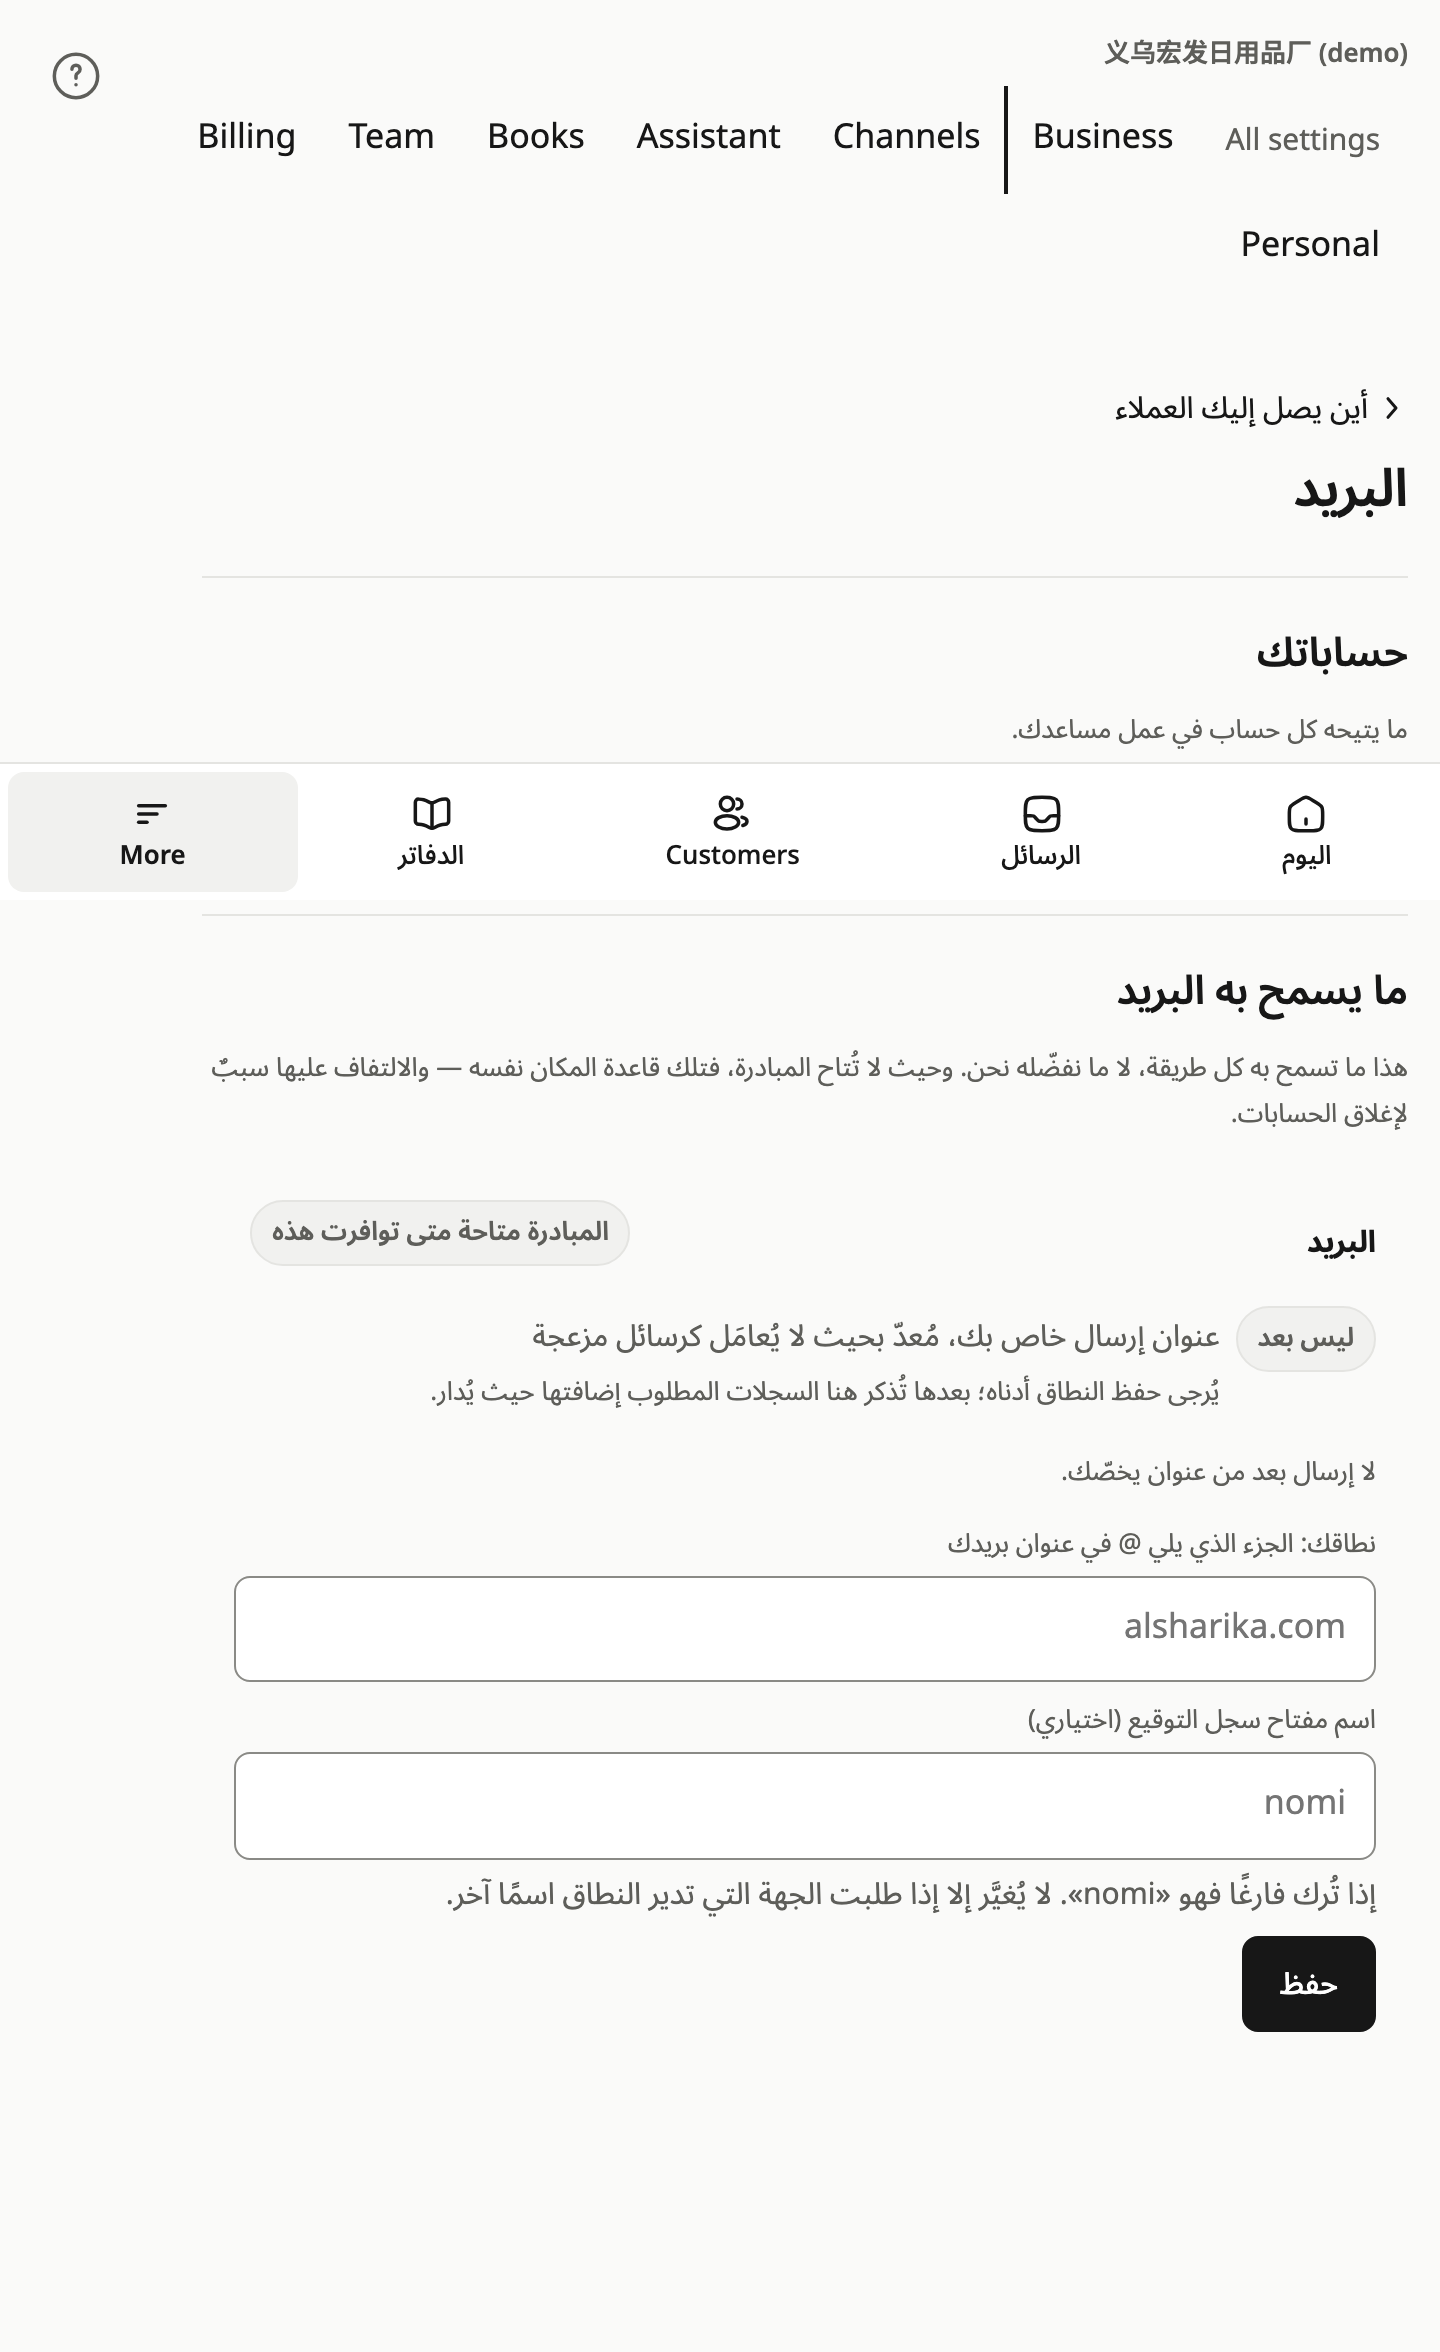 义乌宏发日用品厂 (demo)
All settings
Business
Channels
Assistant
Books
Team
Billing
Personal
أين يصل إليك العملاء
البريد
حساباتك
ما يتيحه كل حساب في عمل مساعدك.
اليوم
الرسائل
Customers
الدفاتر
More
ما يسمح به البريد
هذا ما تسمح به كل طريقة، لا ما نفضّله نحن. وحيث لا تُتاح المبادرة، فتلك قاعدة المكان نفسه — والالتفاف عليها سببٌ
لإغلاق الحسابات.
البريد
المبادرة متاحة متى توافرت هذه
ليس بعد
عنوان إرسال خاص بك، مُعدّ بحيث لا يُعامَل كرسائل مزعجة
يُرجى حفظ النطاق أدناه؛ بعدها تُذكر هنا السجلات المطلوب إضافتها حيث يُدار.
لا إرسال بعد من عنوان يخصّك.
نطاقك: الجزء الذي يلي @ في عنوان بريدك
alsharika.com
اسم مفتاح سجل التوقيع (اختياري)
nomi
إذا تُرك فارغًا فهو «nomi». لا يُغيَّر إلا إذا طلبت الجهة التي تدير النطاق اسمًا آخر.
حفظ